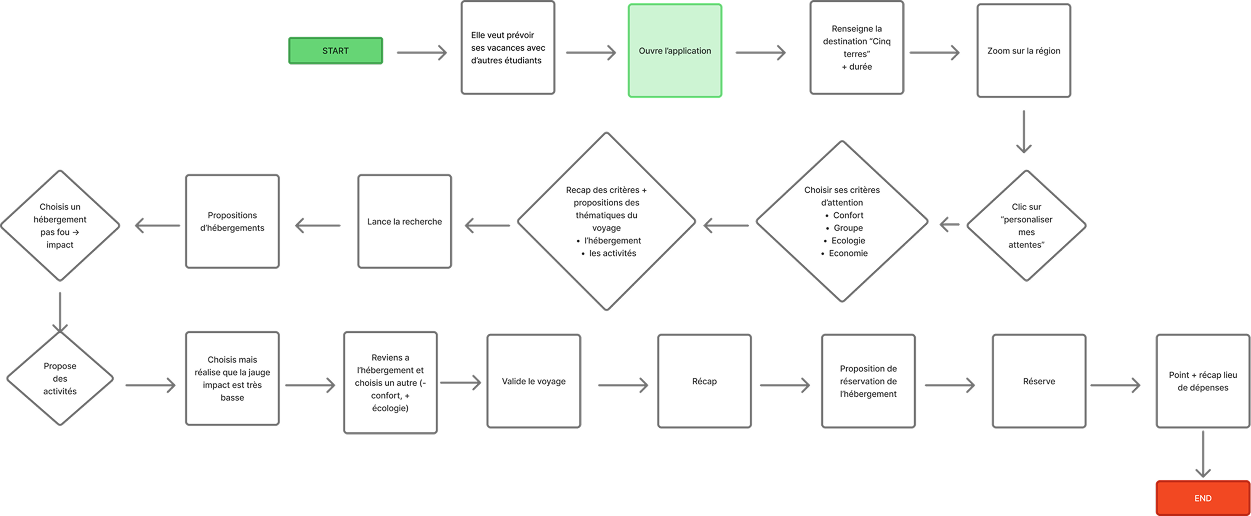 START
Elle veut prévoir
ses vacances avec
d'autres étudiants
Ouvre l'application
Renseigne la
destination "Cinq
terres"
+ durée
Zoom sur la région
Clic sur
"personaliser
mes
attentes"
Choisir ses critères
d'attention
• Confort
• Groupe
• Ecologie
• Economie
Recap des critères +
propositions des
thématiques du
voyage
• l'hébergement
• les activités
Lance la recherche
Propositions
d'hébergements
Choisis un
hébergement
pas fou →
impact
Propose
des
activités
Choisis mais
réalise que la jauge
impact est très
basse
Reviens a
l'hébergement et
choisis un autre (-
confort, +
écologie)
Valide le voyage
Récap
Proposition de
réservation de
l'hébergement
Réserve
Point + récap lieu
de dépenses
END